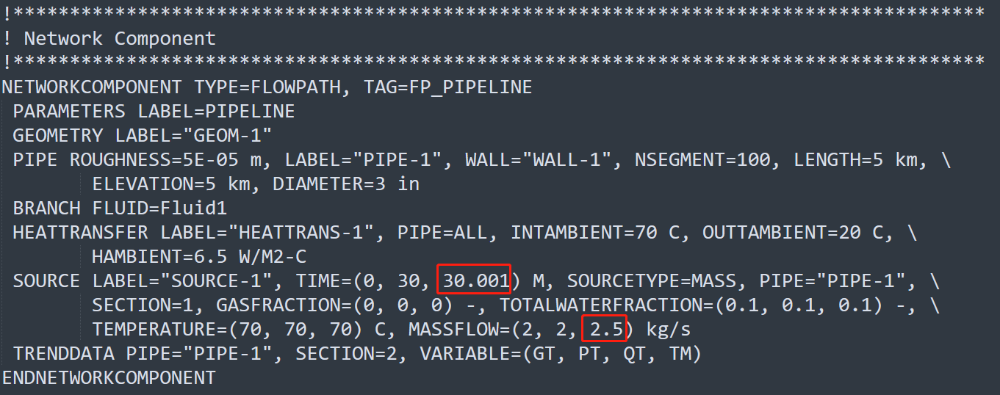 !**************************************************************************************
! Network Component
!**************************************************************************************
NETWORKCOMPONENT TYPE=FLOWPATH, TAG=FP_PIPELINE
 PARAMETERS LABEL=PIPELINE
 GEOMETRY LABEL="GEOM-1"
 PIPE ROUGHNESS=5E-05 m, LABEL="PIPE-1", WALL="WALL-1", NSEGMENT=100, LENGTH=5 km, \
        ELEVATION=5 km, DIAMETER=3 in
 BRANCH FLUID=Fluid1
 HEATTRANSFER LABEL="HEATTRANS-1", PIPE=ALL, INTAMBIENT=70 C, OUTTAMBIENT=20 C, \
        HAMBIENT=6.5 W/M2-C
 SOURCE LABEL="SOURCE-1", TIME=(0, 30, 30.001) M, SOURCETYPE=MASS, PIPE="PIPE-1", \
        SECTION=1, GASFRACTION=(0, 0, 0) -, TOTALWATERFRACTION=(0.1, 0.1, 0.1) -, \
        TEMPERATURE=(70, 70, 70) C, MASSFLOW=(2, 2, 2.5) kg/s
 TRENDDATA PIPE="PIPE-1", SECTION=2, VARIABLE=(GT, PT, QT, TM)
ENDNETWORKCOMPONENT